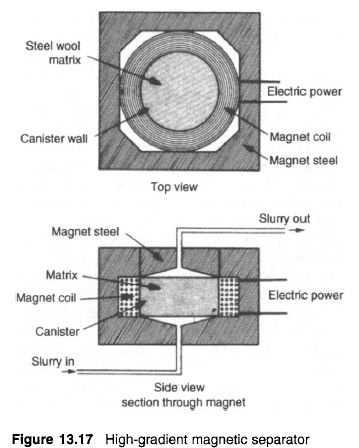 Steel wool
matrix
Electric power
Canister wall
Magnet coil
Magnet steel
Top view
Slurry out
Magnet steel
Matrix
Magnet coil
Electric power
Canister
Slurry in
Side view
section through magnet
Figure 13.17 High-gradient magnetic separator